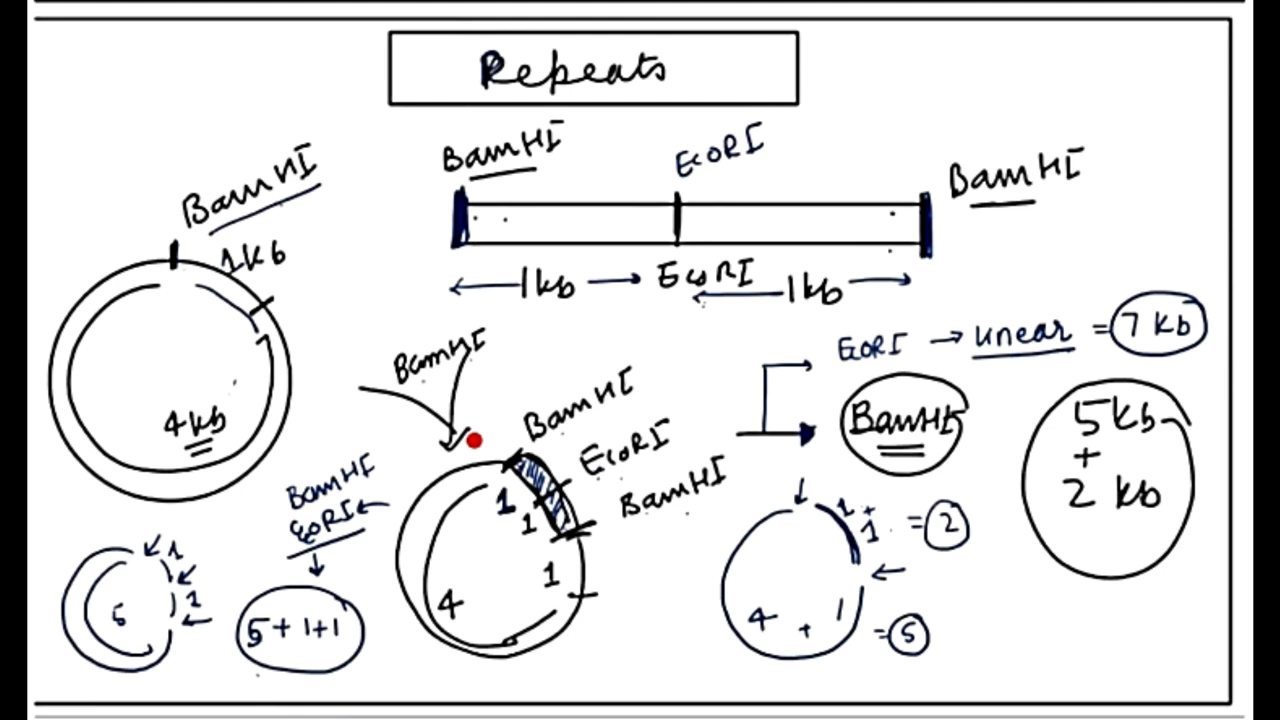 Repeats
BamHI
EcoRI
BamHI
BamHI
1kb
1kb
EcoRI
1kb
4kb
BamHI
EcoRI → linear = 7 kb
BamHI
5kb
+
2 kb
BamHI
EcoRI
BamHI
1
1
1
4
BamHI
EcoRI
5 + 1+1
1
1
5
1 +
1
= 2
4 + 1
= 5